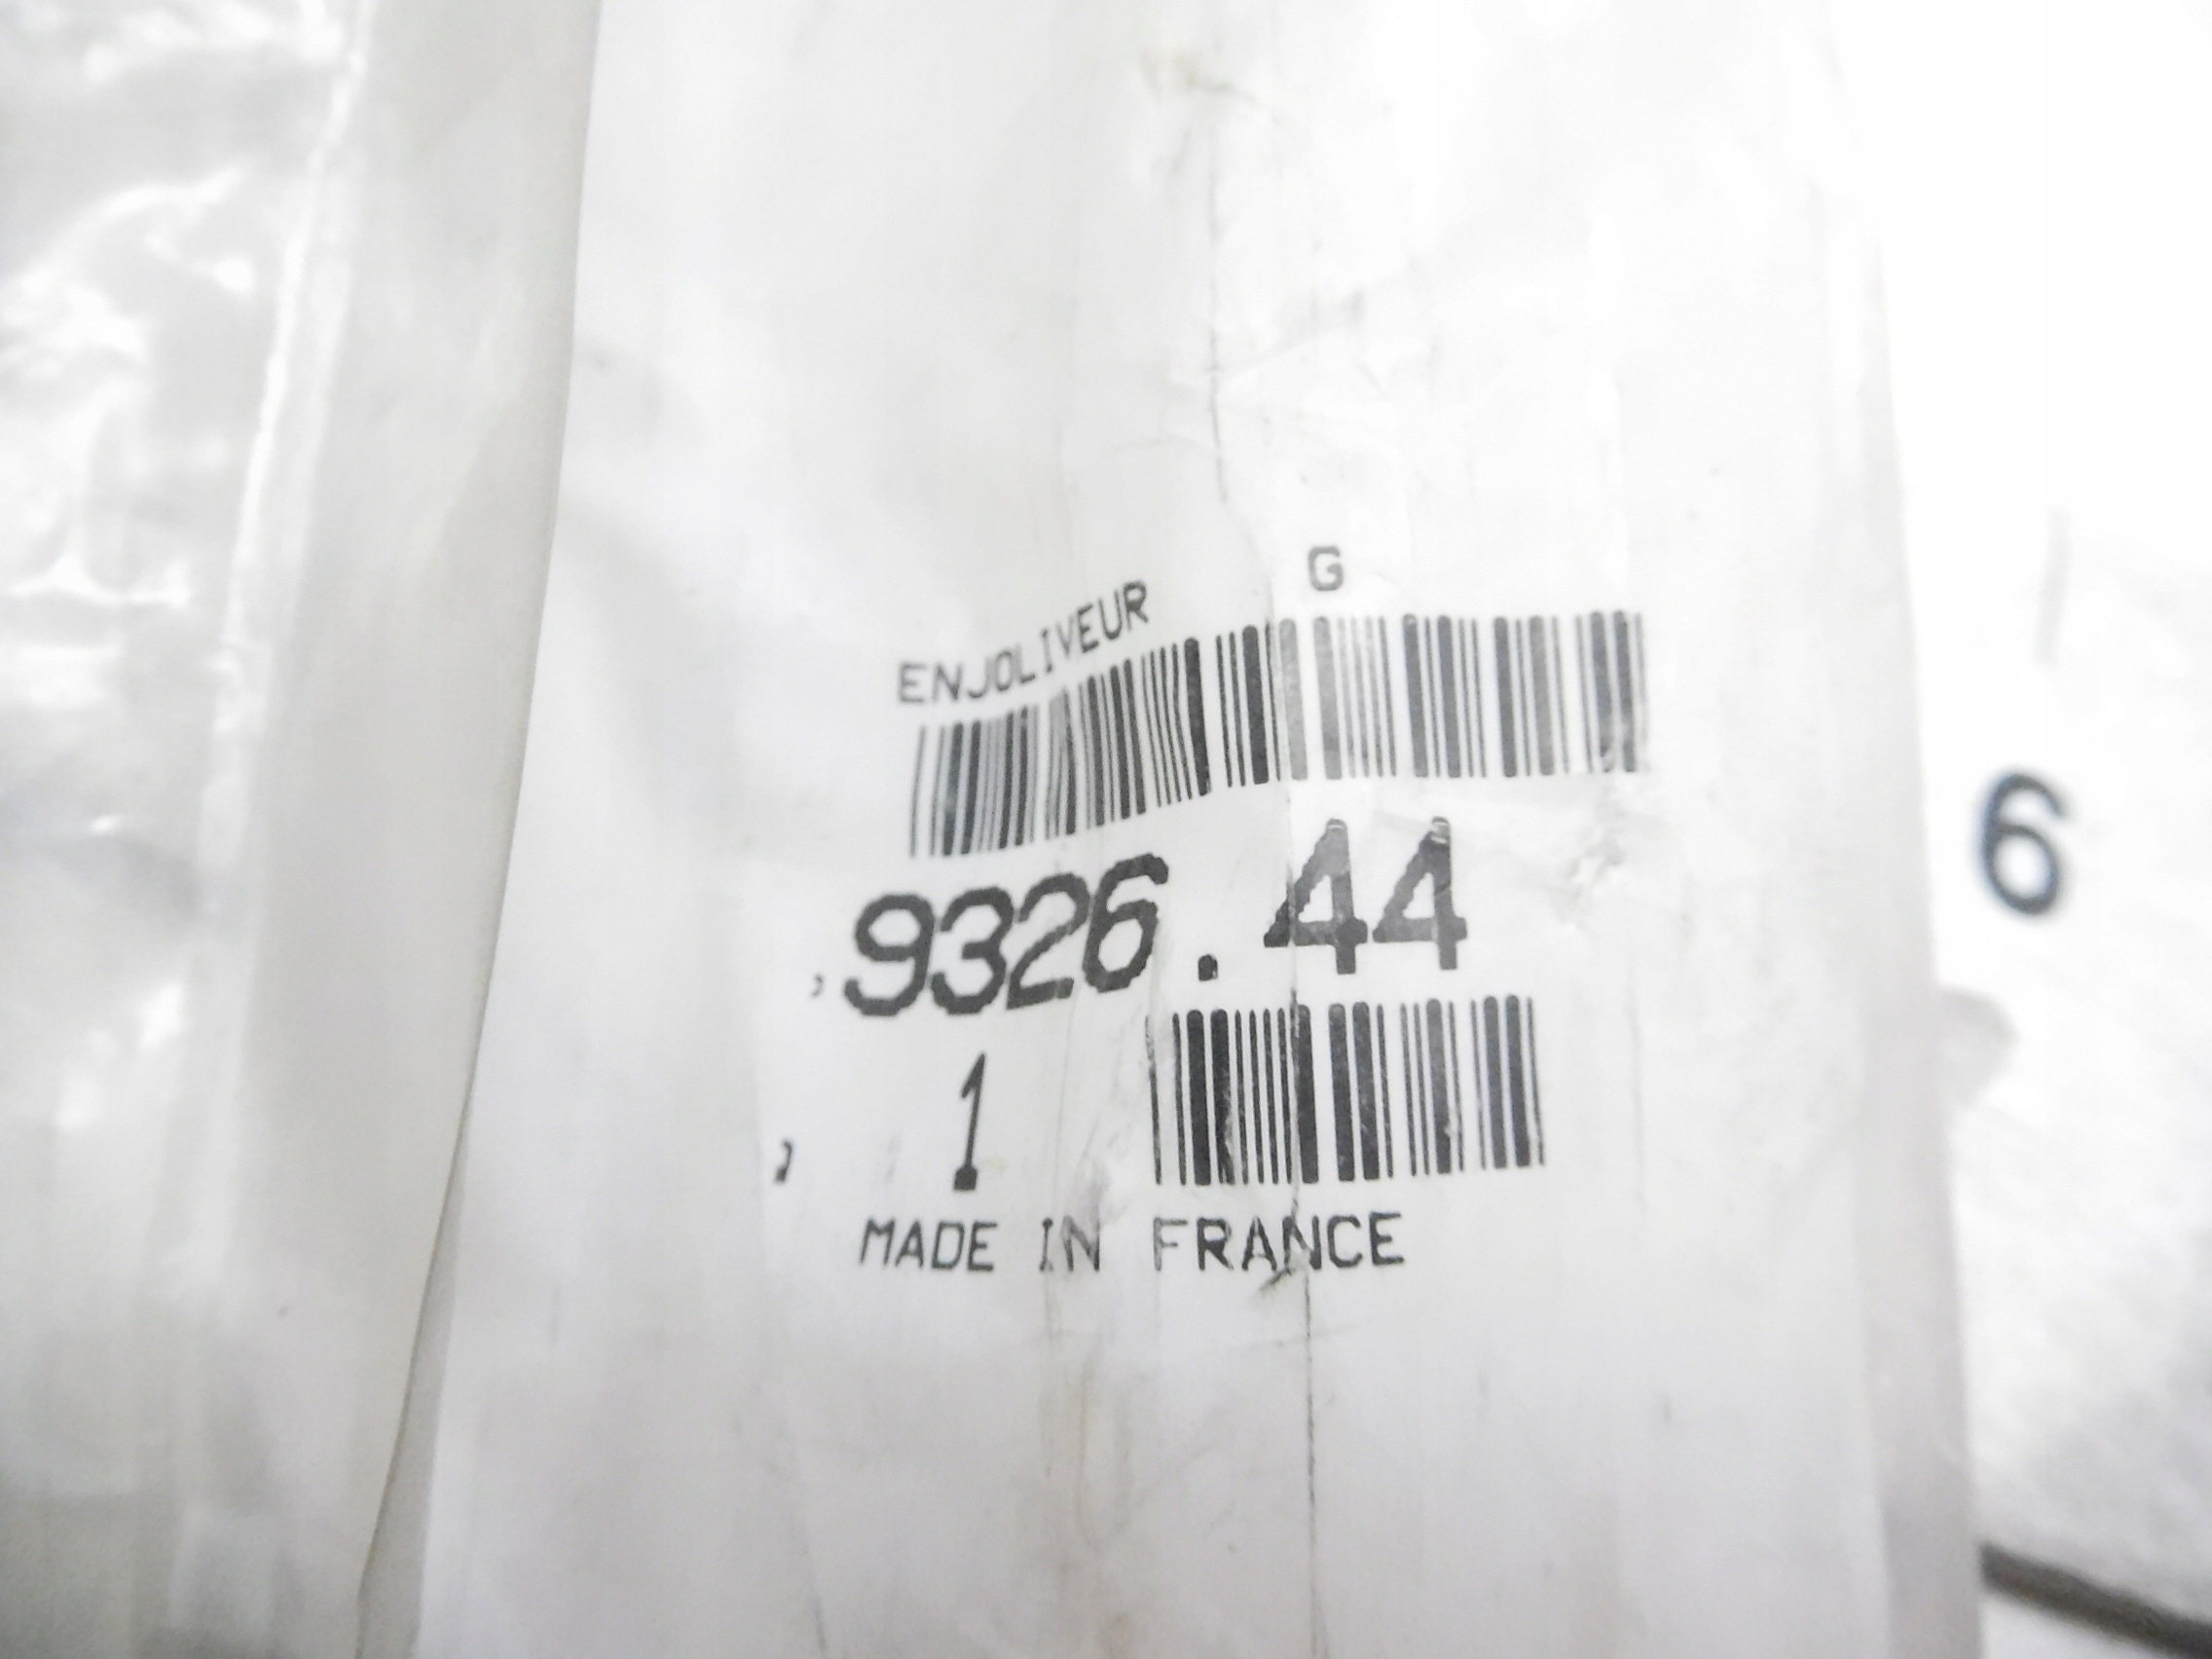 ENJOLIVEUR G
9326.44
1
MADE IN FRANCE
6